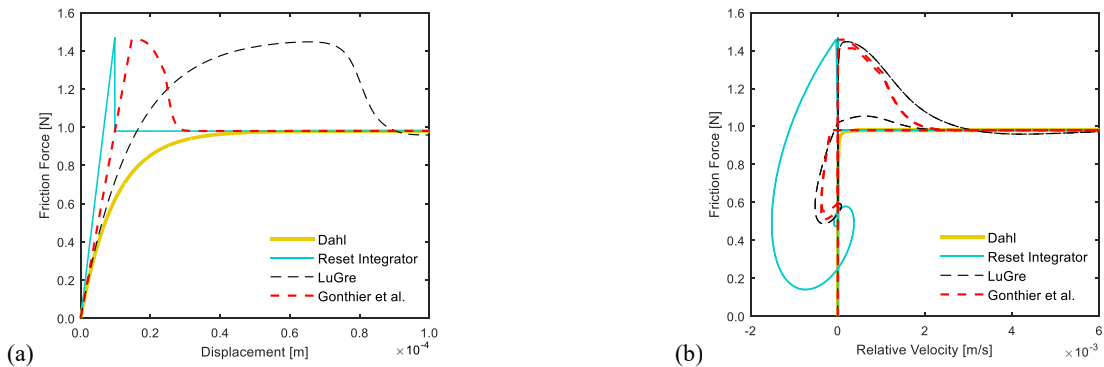 1.6
1.4
1.2
1.0
0.8
0.6
0.4
0.2
0.0
Friction Force [N]
Dahl
Reset Integrator
LuGre
Gonthier et al.
0.0 0.2 0.4 0.6 0.8 1.0
Displacement [m]
×10⁻⁴
(a)
1.6
1.4
1.2
1.0
0.8
0.6
0.4
0.2
0.0
Friction Force [N]
Dahl
Reset Integrator
LuGre
Gonthier et al.
-2 0 2 4 6
Relative Velocity [m/s]
×10⁻³
(b)